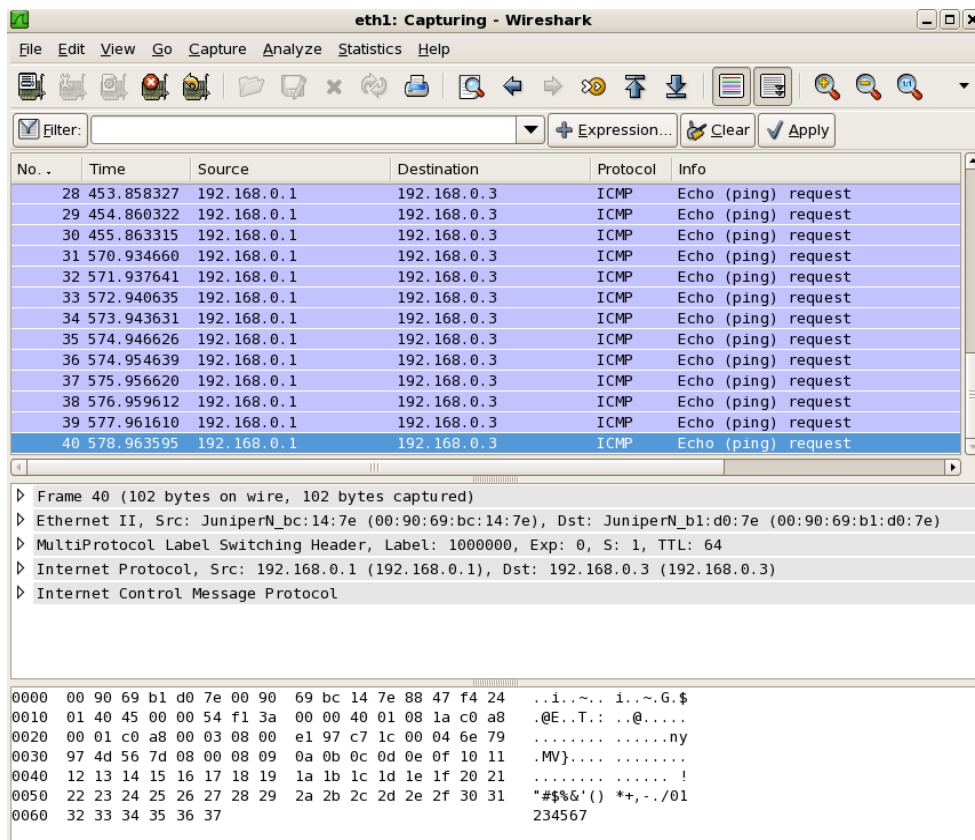 eth1: Capturing - Wireshark
File Edit View Go Capture Analyze Statistics Help
Filter: Expression... Clear Apply
No. . Time Source Destination Protocol Info
28 453.858327 192.168.0.1 192.168.0.3 ICMP Echo (ping) request
29 454.860322 192.168.0.1 192.168.0.3 ICMP Echo (ping) request
30 455.863315 192.168.0.1 192.168.0.3 ICMP Echo (ping) request
31 570.934660 192.168.0.1 192.168.0.3 ICMP Echo (ping) request
32 571.937641 192.168.0.1 192.168.0.3 ICMP Echo (ping) request
33 572.940635 192.168.0.1 192.168.0.3 ICMP Echo (ping) request
34 573.943631 192.168.0.1 192.168.0.3 ICMP Echo (ping) request
35 574.946626 192.168.0.1 192.168.0.3 ICMP Echo (ping) request
36 574.954639 192.168.0.1 192.168.0.3 ICMP Echo (ping) request
37 575.956620 192.168.0.1 192.168.0.3 ICMP Echo (ping) request
38 576.959612 192.168.0.1 192.168.0.3 ICMP Echo (ping) request
39 577.961610 192.168.0.1 192.168.0.3 ICMP Echo (ping) request
40 578.963595 192.168.0.1 192.168.0.3 ICMP Echo (ping) request
Frame 40 (102 bytes on wire, 102 bytes captured)
Ethernet II, Src: JuniperN_bc:14:7e (00:90:69:bc:14:7e), Dst: JuniperN_b1:d0:7e (00:90:69:b1:d0:7e)
MultiProtocol Label Switching Header, Label: 1000000, Exp: 0, S: 1, TTL: 64
Internet Protocol, Src: 192.168.0.1 (192.168.0.1), Dst: 192.168.0.3 (192.168.0.3)
Internet Control Message Protocol
0000 00 90 69 b1 d0 7e 00 90 69 bc 14 7e 88 47 f4 24 ..i..~.. i..~.G.$
0010 01 40 45 00 00 54 f1 3a 00 00 40 01 08 1a c0 a8 .@E..T.: ..@.....
0020 00 01 c0 a8 00 03 08 00 e1 97 c7 1c 00 04 6e 79 ........ ......ny
0030 97 4d 56 7d 08 00 08 09 0a 0b 0c 0d 0e 0f 10 11 .MV}.... ........
0040 12 13 14 15 16 17 18 19 1a 1b 1c 1d 1e 1f 20 21 ........ ...... !
0050 22 23 24 25 26 27 28 29 2a 2b 2c 2d 2e 2f 30 31 "#$%&'() *+,-./01
0060 32 33 34 35 36 37 234567